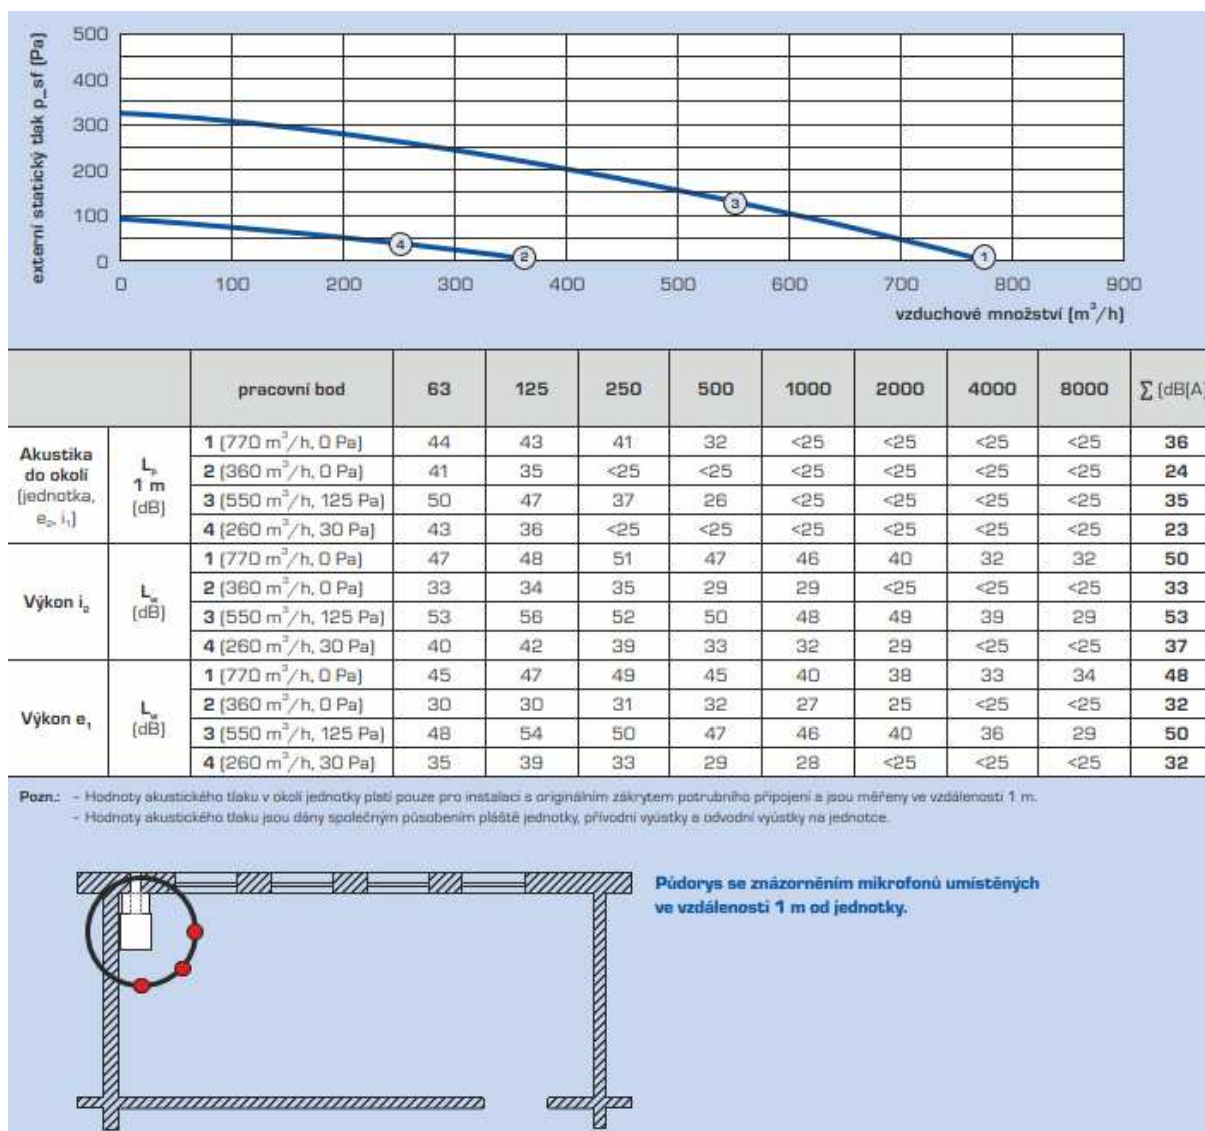 externí statický tlak p_sf (Pa)
500
400
300
200
100
0
3
4
2
1
0 100 200 300 400 500 600 700 800 900
vzduchové množství (m³/h)
pracovní bod 63 125 250 500 1000 2000 4000 8000 Σ (dB(A)
Akustika do okolí (jednotka, e₂, i₁)
Lₚ 1 m (dB)
1 (770 m³/h, 0 Pa) 44 43 41 32 <25 <25 <25 <25 36
2 (360 m³/h, 0 Pa) 41 35 <25 <25 <25 <25 <25 <25 24
3 (550 m³/h, 125 Pa) 50 47 37 26 <25 <25 <25 <25 35
4 (260 m³/h, 30 Pa) 43 36 <25 <25 <25 <25 <25 <25 23
Výkon i₂
L_w (dB)
1 (770 m³/h, 0 Pa) 47 48 51 47 46 40 32 32 50
2 (360 m³/h, 0 Pa) 33 34 35 29 29 <25 <25 <25 33
3 (550 m³/h, 125 Pa) 53 56 52 50 48 49 39 29 53
4 (260 m³/h, 30 Pa) 40 42 39 33 32 29 <25 <25 37
Výkon e₁
L_w (dB)
1 (770 m³/h, 0 Pa) 45 47 49 45 40 38 33 34 48
2 (360 m³/h, 0 Pa) 30 30 31 32 27 25 <25 <25 32
3 (550 m³/h, 125 Pa) 48 54 50 47 46 40 36 29 50
4 (260 m³/h, 30 Pa) 35 39 33 29 28 <25 <25 <25 32
Pozn.: – Hodnoty akustického tlaku v okolí jednotky platí pouze pro instalaci s originálním zákrytem potrubního připojení a jsou měřeny ve vzdálenosti 1 m.
– Hodnoty akustického tlaku jsou dány společným působením pláště jednotky, přívodní vyústky a odvodní vyústky na jednotce.
Půdorys se znázorněním mikrofonů umístěných
ve vzdálenosti 1 m od jednotky.